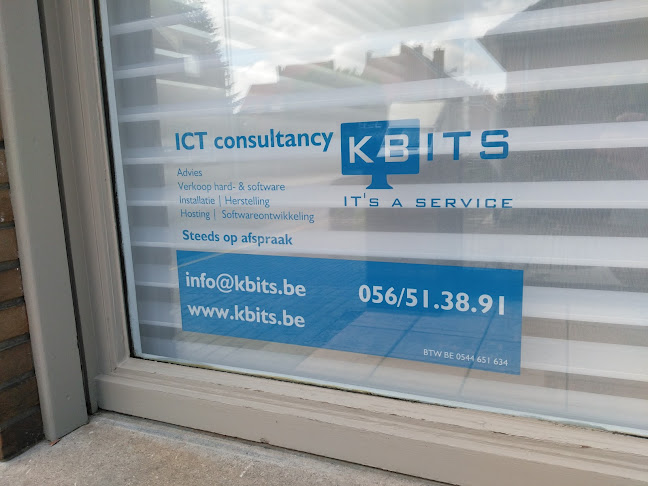 ICT consultancy
KBITS
IT'S A SERVICE
Advies
Verkoop hard- & software
Installatie | Herstelling
Hosting | Softwareontwikkeling
Steeds op afspraak
info@kbits.be
056/51.38.91
www.kbits.be
BTW BE 0544 651 634